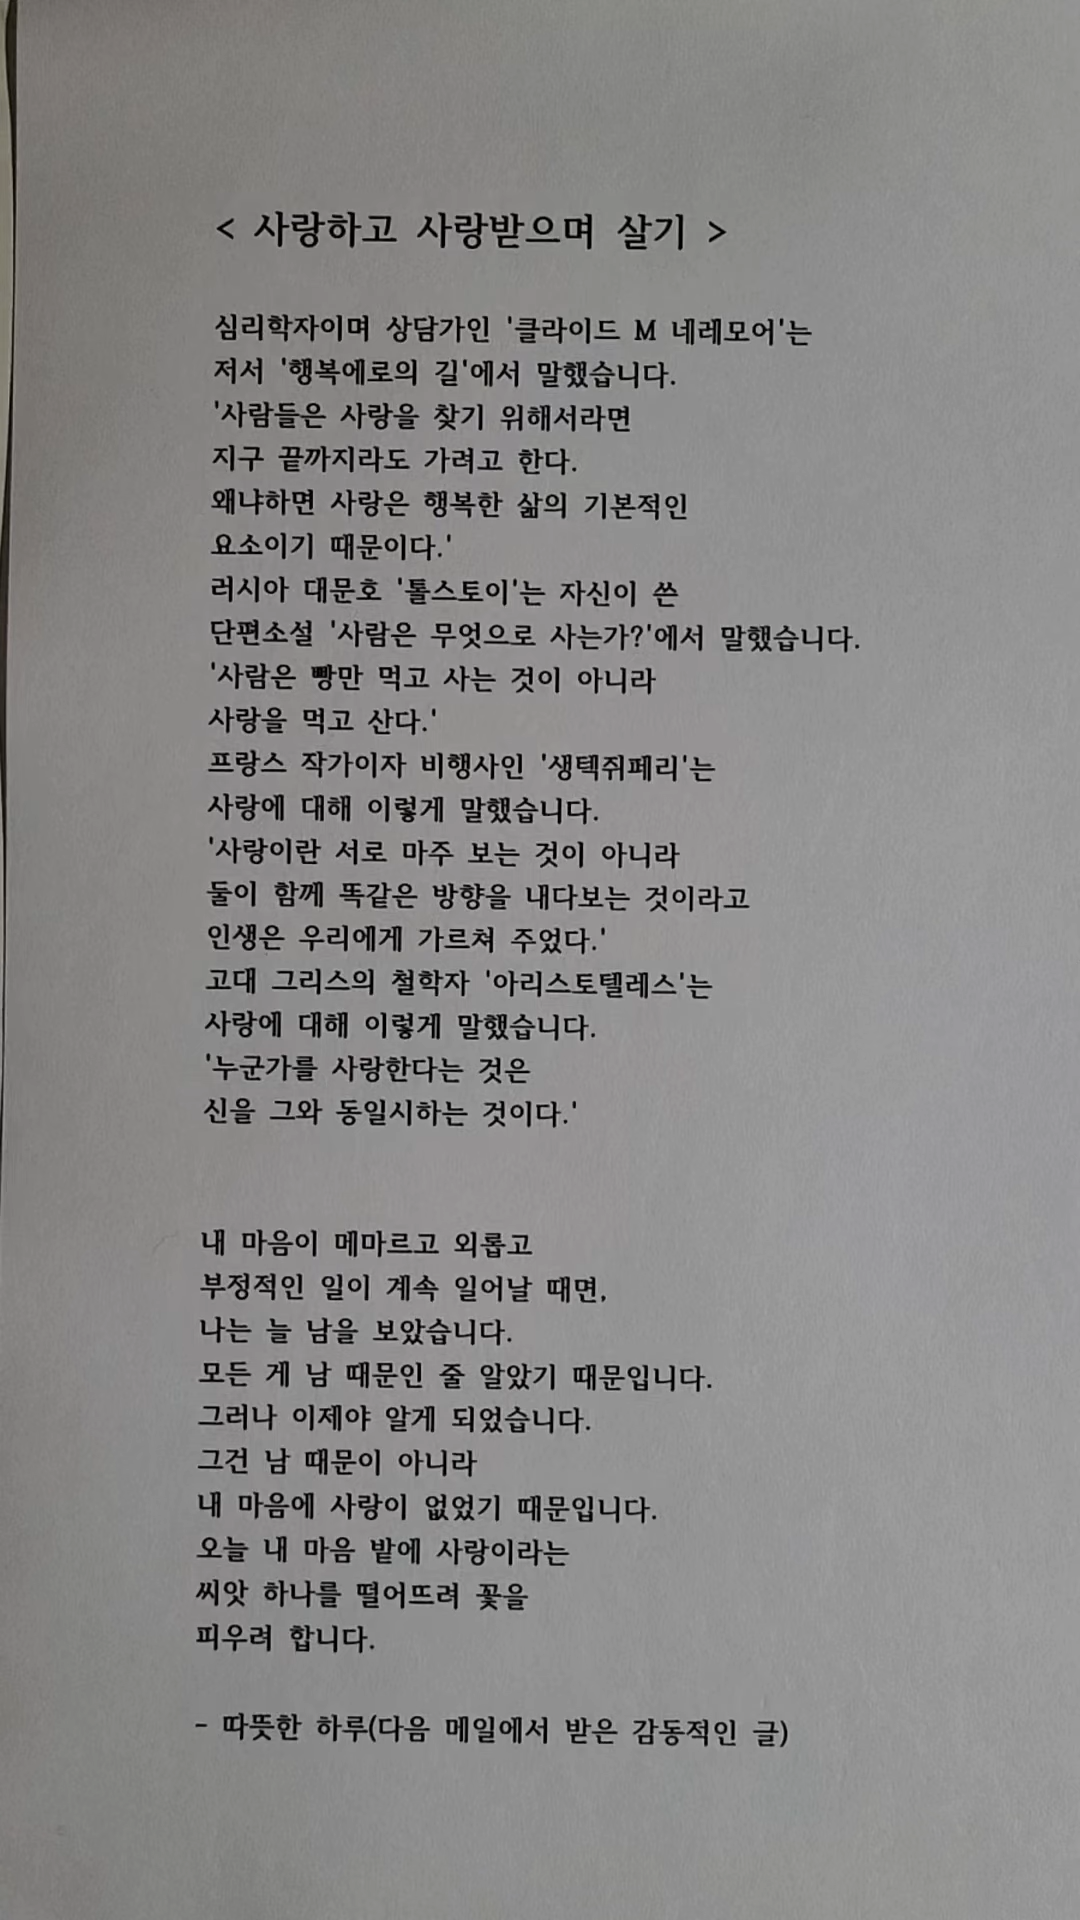 < 사랑하고 사랑받으며 살기 >
심리학자이며 상담가인 '클라이드 M 네레모어'는
저서 '행복에로의 길'에서 말했습니다.
'사람들은 사랑을 찾기 위해서라면
지구 끝까지라도 가려고 한다.
왜냐하면 사랑은 행복한 삶의 기본적인
요소이기 때문이다.'
러시아 대문호 '톨스토이'는 자신이 쓴
단편소설 '사람은 무엇으로 사는가?'에서 말했습니다.
'사람은 빵만 먹고 사는 것이 아니라
사랑을 먹고 산다.'
프랑스 작가이자 비행사인 '생텍쥐페리'는
사랑에 대해 이렇게 말했습니다.
'사랑이란 서로 마주 보는 것이 아니라
둘이 함께 똑같은 방향을 내다보는 것이라고
인생은 우리에게 가르쳐 주었다.'
고대 그리스의 철학자 '아리스토텔레스'는
사랑에 대해 이렇게 말했습니다.
'누군가를 사랑한다는 것은
신을 그와 동일시하는 것이다.'
내 마음이 메마르고 외롭고
부정적인 일이 계속 일어날 때면,
나는 늘 남을 보았습니다.
모든 게 남 때문인 줄 알았기 때문입니다.
그러나 이제야 알게 되었습니다.
그건 남 때문이 아니라
내 마음에 사랑이 없었기 때문입니다.
오늘 내 마음 밭에 사랑이라는
씨앗 하나를 떨어뜨려 꽃을
피우려 합니다.
- 따뜻한 하루(다음 메일에서 받은 감동적인 글)